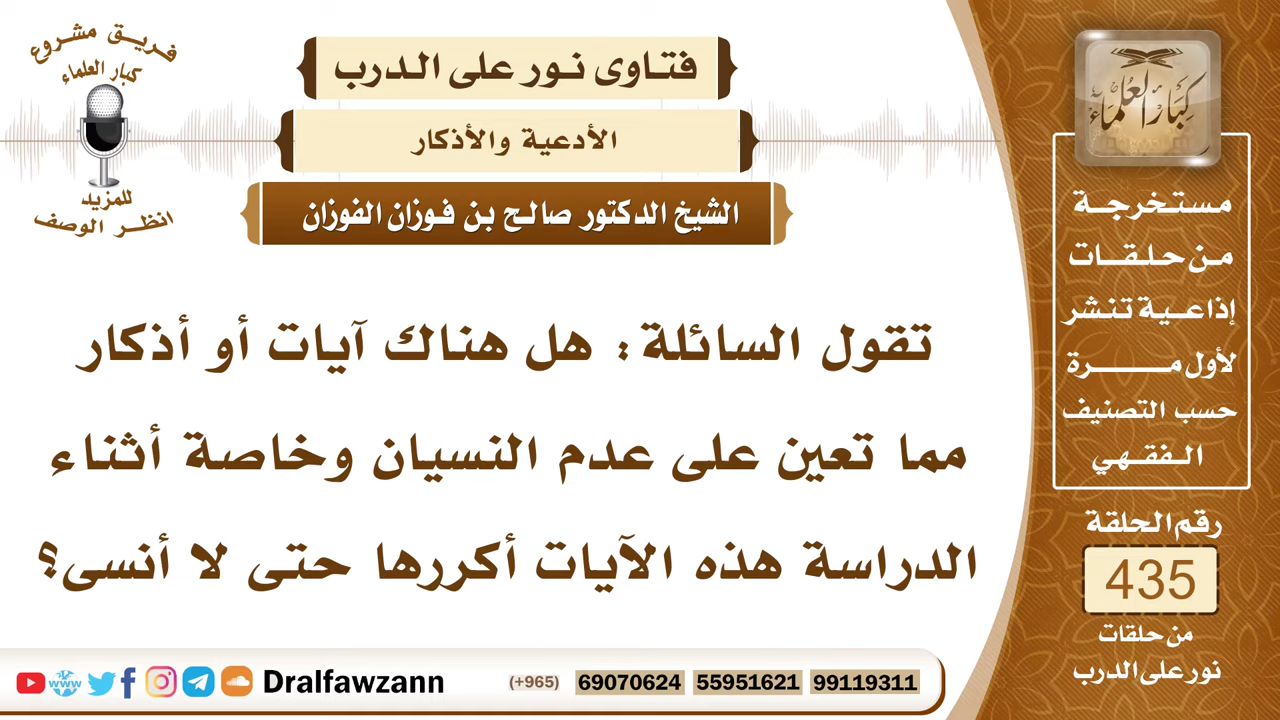 فريق مشروع
كبار العلماء
للمزيد
انظر الوصف
فتاوى نور على الدرب
الأدعية والأذكار
الشيخ الدكتور صالح بن فوزان الفوزان
تقول السائلة : هل هناك آيات أو أذكار
مما تعين على عدم النسيان وخاصة أثناء
الدراسة هذه الآيات أكررها حتى لا أنسى؟
كبار العلماء
مستخرجة
من حلقات
إذاعية تنشر
لأول مرة
حسب التصنيف
الفقهي
رقم الحلقة
435
من حلقات
نور على الدرب
www Dralfawzann (+965) 69070624 55951621 99119311